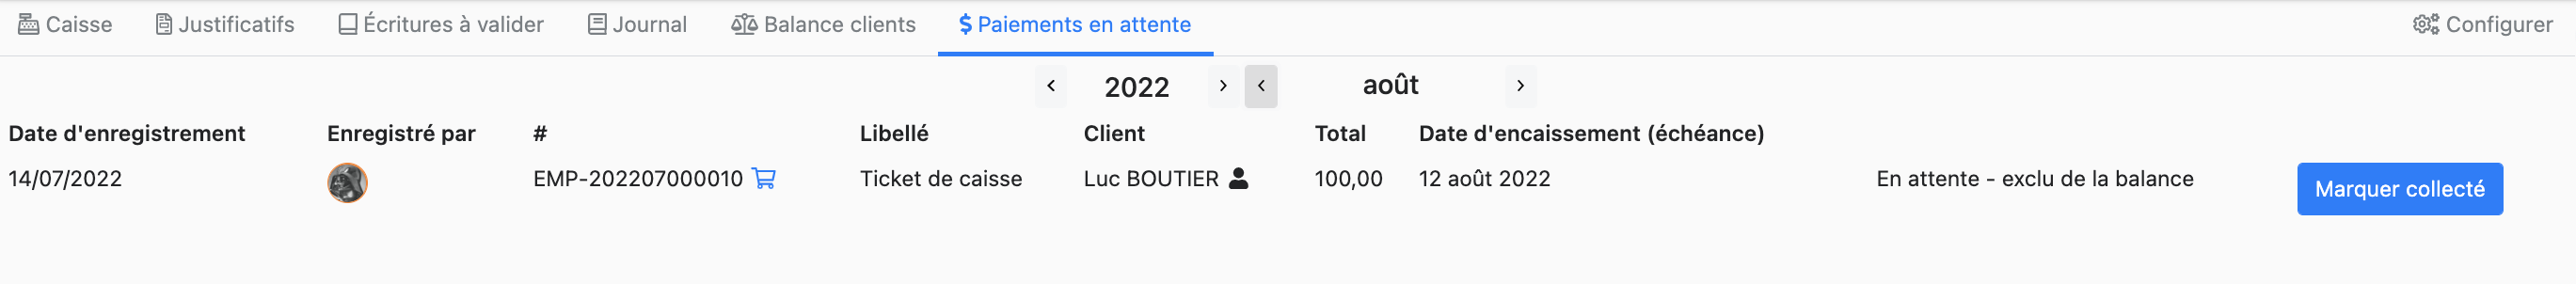 Caisse Justificatifs Écritures à valider Journal Balance clients Paiements en attente Configurer
2022 août
Date d'enregistrement Enregistré par # Libellé Client Total Date d'encaissement (échéance)
14/07/2022 EMP-202207000010 Ticket de caisse Luc BOUTIER 100,00 12 août 2022 En attente - exclu de la balance Marquer collecté